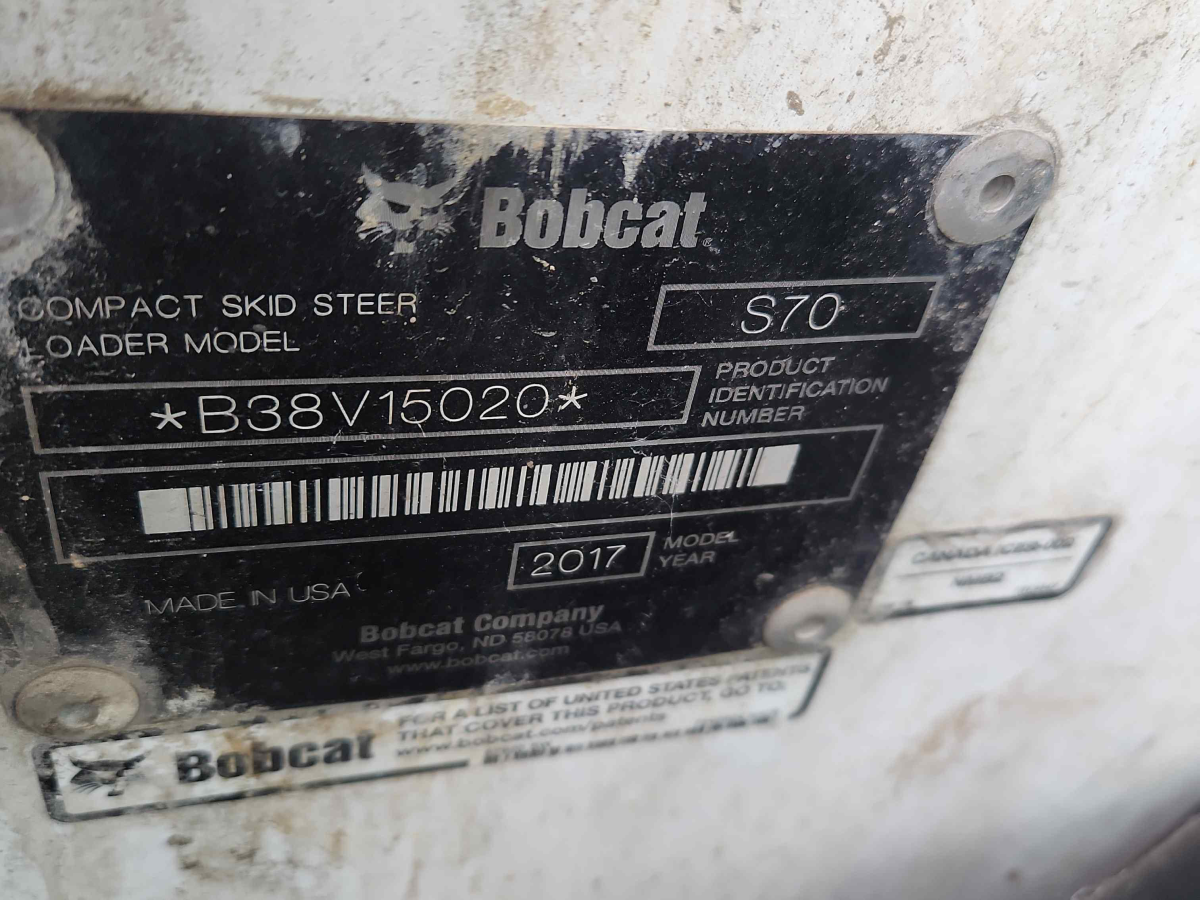 Bobcat
COMPACT SKID STEER
LOADER MODEL
S70
*B38V15020*
PRODUCT
IDENTIFICATION
NUMBER
2017
MODEL
YEAR
MADE IN USA
Bobcat Company
West Fargo, ND 58078 USA
www.bobcat.com
Bobcat
FOR A LIST OF UNITED STATES PATENTS
THAT COVER THIS PRODUCT, GO TO:
www.bobcat.com/patents
CANADA